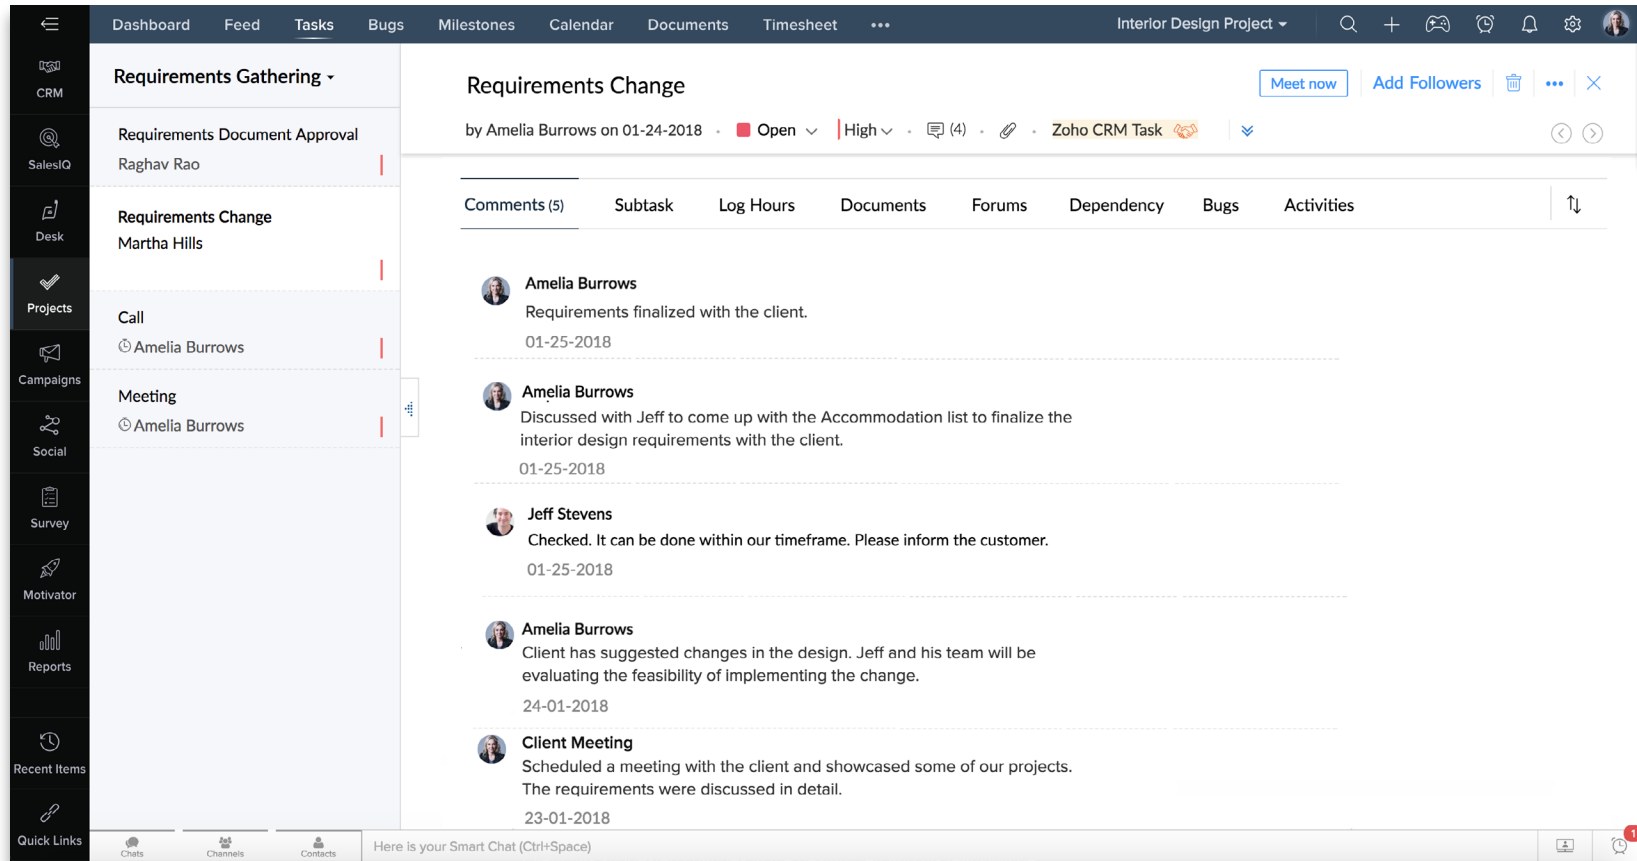 Dashboard Feed Tasks Bugs Milestones Calendar Documents Timesheet ••• Interior Design Project
CRM
SalesIQ
Desk
Projects
Campaigns
Social
Survey
Motivator
Reports
Recent Items
Quick Links
Requirements Gathering
Requirements Document Approval
Raghav Rao
Requirements Change
Martha Hills
Call
Amelia Burrows
Meeting
Amelia Burrows
Requirements Change
Meet now Add Followers •••
by Amelia Burrows on 01-24-2018 · Open High · (4) · · Zoho CRM Task
Comments (5) Subtask Log Hours Documents Forums Dependency Bugs Activities
Amelia Burrows
Requirements finalized with the client.
01-25-2018
Amelia Burrows
Discussed with Jeff to come up with the Accommodation list to finalize the
interior design requirements with the client.
01-25-2018
Jeff Stevens
Checked. It can be done within our timeframe. Please inform the customer.
01-25-2018
Amelia Burrows
Client has suggested changes in the design. Jeff and his team will be
evaluating the feasibility of implementing the change.
24-01-2018
Client Meeting
Scheduled a meeting with the client and showcased some of our projects.
The requirements were discussed in detail.
23-01-2018
Chats Channels Contacts Here is your Smart Chat (Ctrl+Space) 1